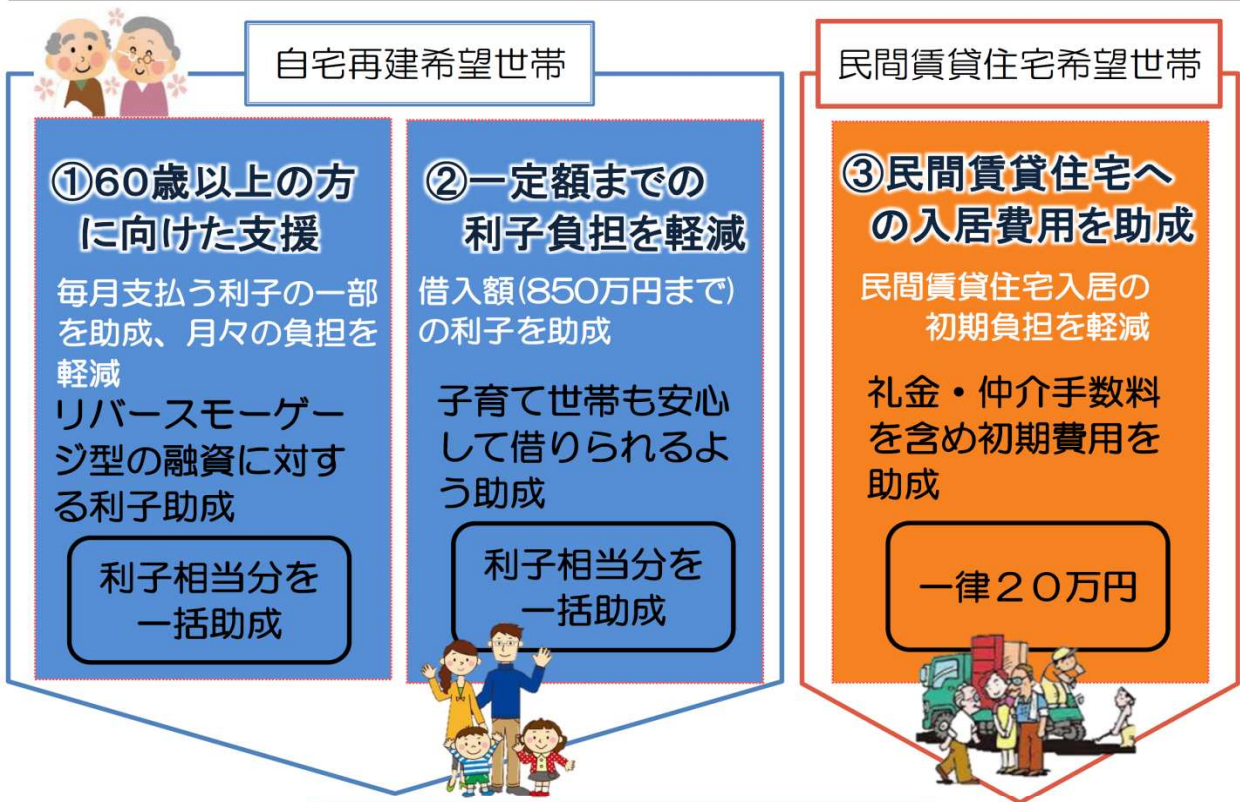 自宅再建希望世帯
①60歳以上の方
に向けた支援
毎月支払う利子の一部
を助成、月々の負担を
軽減
リバースモーゲー
ジ型の融資に対す
る利子助成
利子相当分を
一括助成
②一定額までの
利子負担を軽減
借入額(850万円まで)
の利子を助成
子育て世帯も安心
して借りられるよ
う助成
利子相当分を
一括助成
民間賃貸住宅希望世帯
③民間賃貸住宅へ
の入居費用を助成
民間賃貸住宅入居の
初期負担を軽減
礼金・仲介手数料
を含め初期費用を
助成
一律２０万円